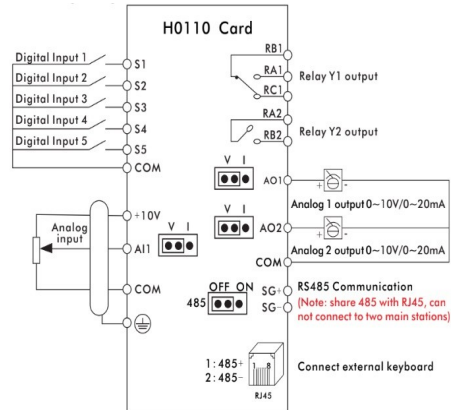 H0110 Card
Digital Input 1
S1
Digital Input 2
S2
Digital Input 3
S3
Digital Input 4
S4
Digital Input 5
S5
COM
RB1
RA1
RC1
Relay Y1 output
RA2
RB2
Relay Y2 output
V I
AO1
+ -
Analog 1 output 0~10V/0~20mA
V I
AO2
+ -
Analog 2 output 0~10V/0~20mA
COM
+10V
Analog
input
AI1
V I
COM
OFF ON
485
SG+
SG-
RS485 Communication
(Note: share 485 with RJ45, can
not connect to two main stations)
1:485+
2:485-
1 8
RJ45
Connect external keyboard